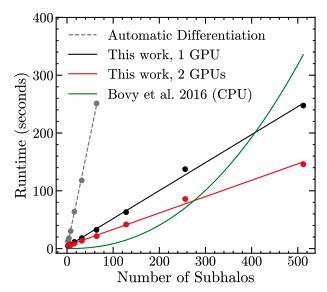 400
300
200
100
0
Runtime (seconds)
Automatic Differentiation
This work, 1 GPU
This work, 2 GPUs
Bovy et al. 2016 (CPU)
0 100 200 300 400 500
Number of Subhalos